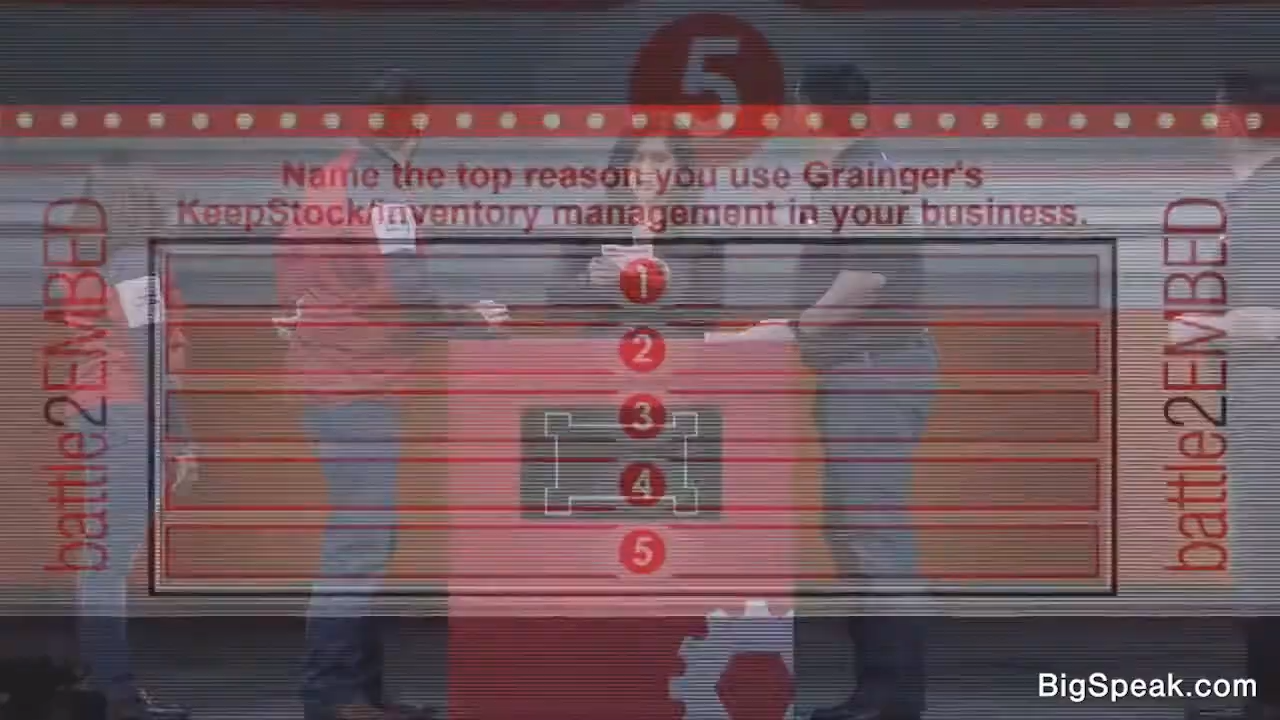 5
Name the top reason you use Grainger's
KeepStock/inventory management in your business.
battle2EMBED
1
2
3
4
5
battle2EMBED
BigSpeak.com